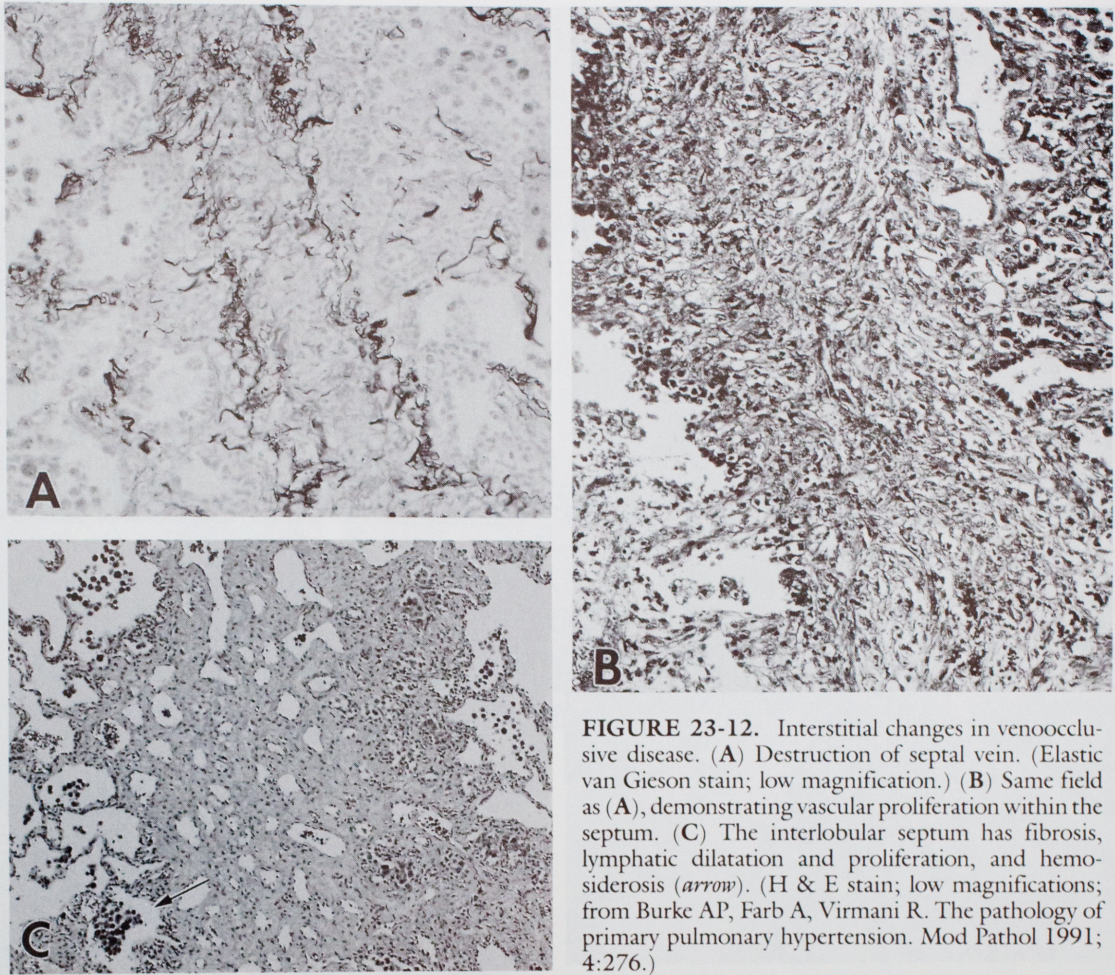 A
B
C
FIGURE 23-12. Interstitial changes in venoocclu-
sive disease. (A) Destruction of septal vein. (Elastic
van Gieson stain; low magnification.) (B) Same field
as (A), demonstrating vascular proliferation within the
septum. (C) The interlobular septum has fibrosis,
lymphatic dilatation and proliferation, and hemo-
siderosis (arrow). (H & E stain; low magnifications;
from Burke AP, Farb A, Virmani R. The pathology of
primary pulmonary hypertension. Mod Pathol 1991;
4:276.)